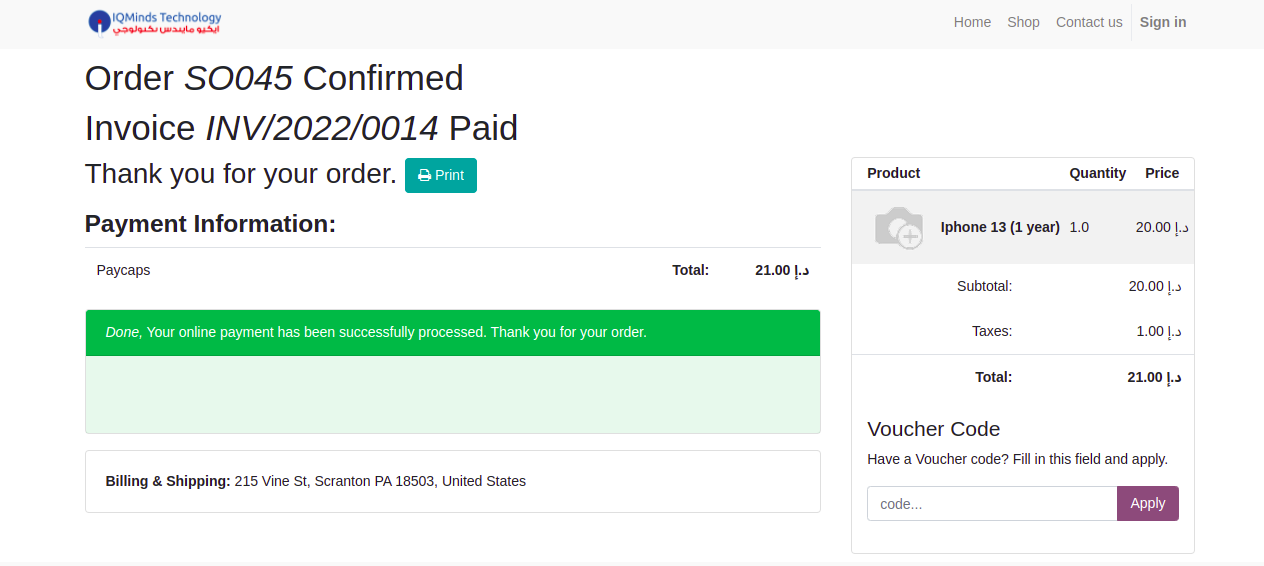 IQMinds Technology
ايكيو مايندس تكنولوجي
Home Shop Contact us Sign in
Order SO045 Confirmed
Invoice INV/2022/0014 Paid
Thank you for your order. Print
Payment Information:
Paycaps Total: 21.00 د.إ
Done, Your online payment has been successfully processed. Thank you for your order.
Billing & Shipping: 215 Vine St, Scranton PA 18503, United States
Product Quantity Price
Iphone 13 (1 year) 1.0 20.00 د.إ
Subtotal: 20.00 د.إ
Taxes: 1.00 د.إ
Total: 21.00 د.إ
Voucher Code
Have a Voucher code? Fill in this field and apply.
code... Apply